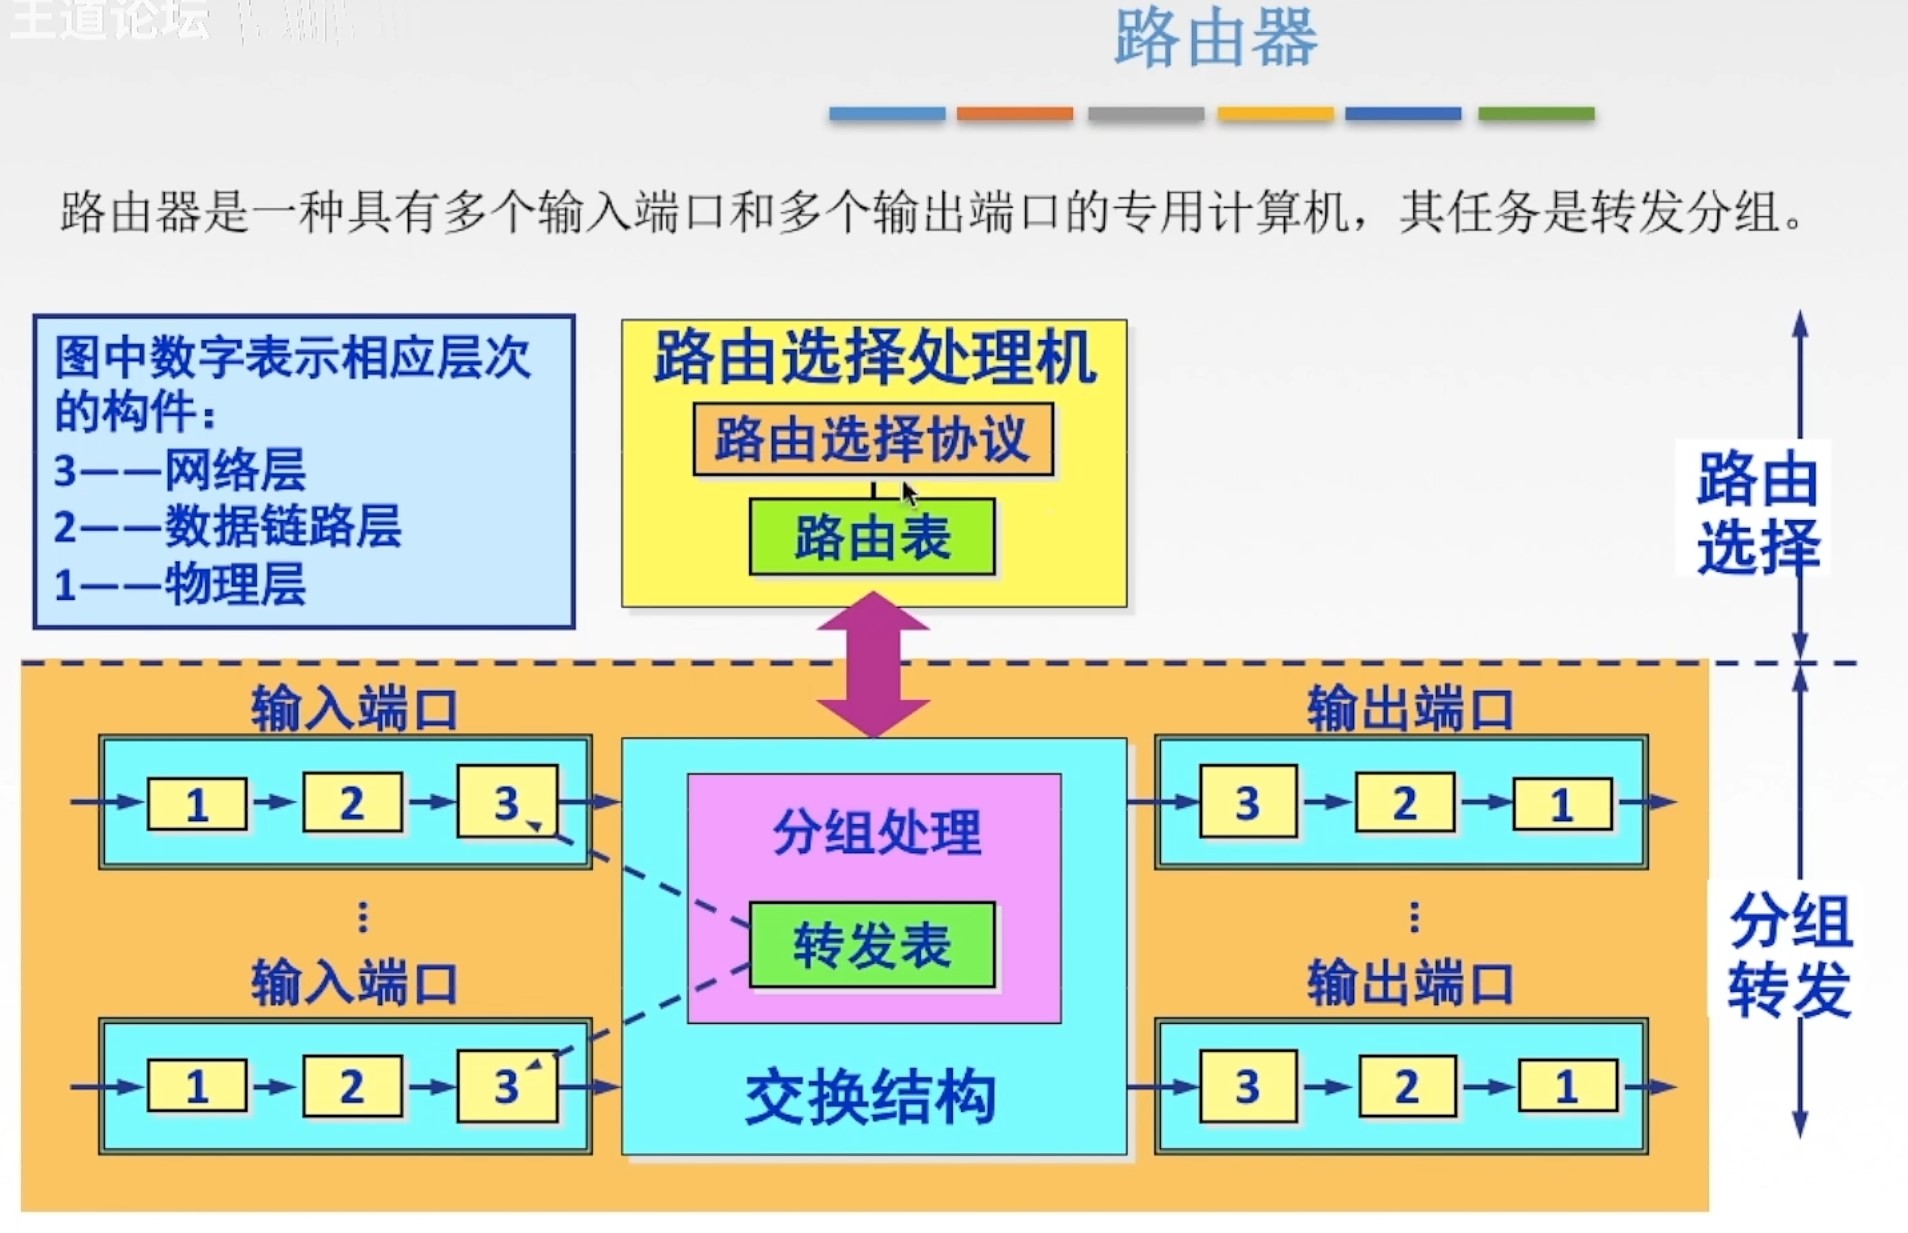 王道论坛
路由器
路由器是一种具有多个输入端口和多个输出端口的专用计算机，其任务是转发分组。
图中数字表示相应层次
的构件：
3——网络层
2——数据链路层
1——物理层
路由选择处理机
路由选择协议
路由表
路由
选择
输入端口
输出端口
1
2
3
分组处理
3
2
1
转发表
分组
转发
输入端口
输出端口
1
2
3
交换结构
3
2
1